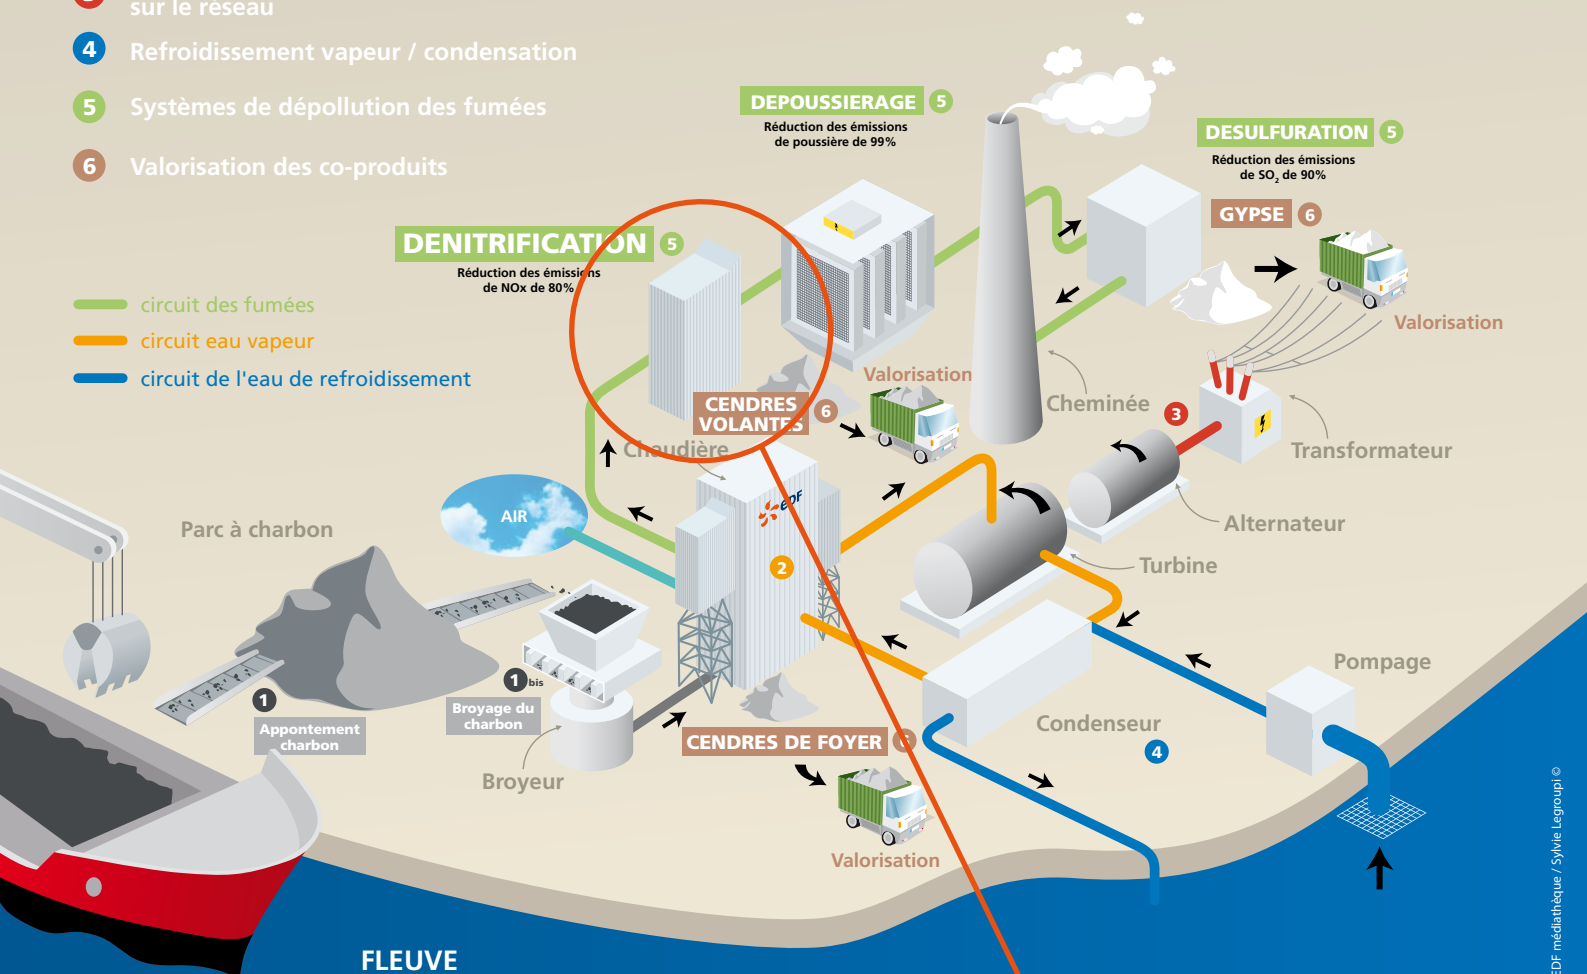 3
sur le réseau
4 Refroidissement vapeur / condensation
5 Systèmes de dépollution des fumées
6 Valorisation des co-produits
DEPOUSSIERAGE 5
Réduction des émissions
de poussière de 99%
DESULFURATION 5
Réduction des émissions
de SO2 de 90%
GYPSE 6
Valorisation
DENITRIFICATION 5
Réduction des émissions
de NOx de 80%
circuit des fumées
circuit eau vapeur
circuit de l'eau de refroidissement
Valorisation
CENDRES
VOLANTES
6
Cheminée
3
Transformateur
Chaudière
edf
AIR
Parc à charbon
Alternateur
2
Turbine
1
Appontement
charbon
1 bis
Broyage du
charbon
Pompage
Condenseur
4
CENDRES DE FOYER 6
Broyeur
Valorisation
FLEUVE
EDF médiathèque / Sylvie Legroupi ©